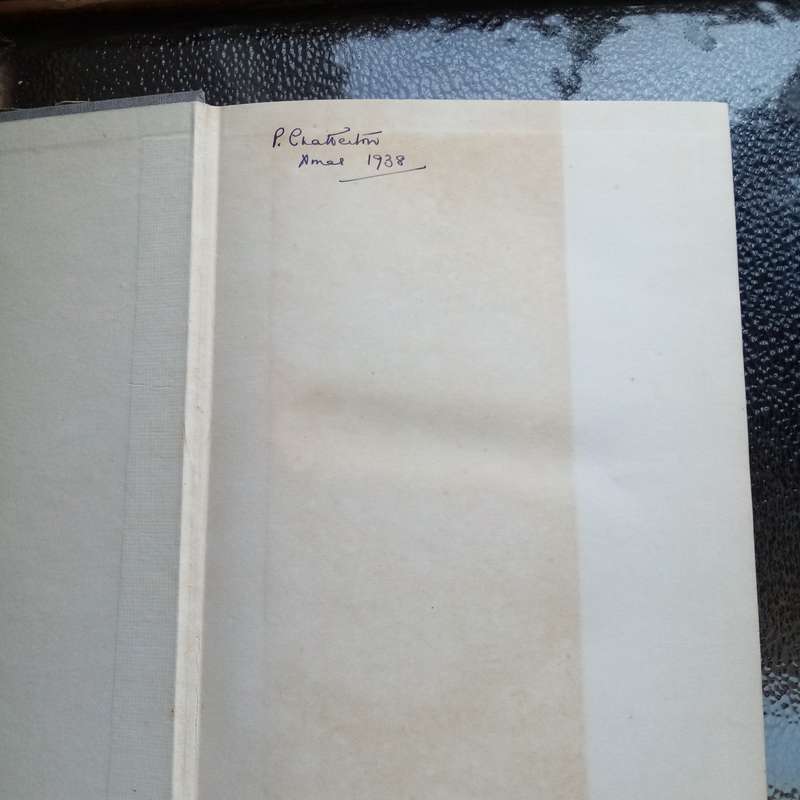 P. Chatterton
Xmas 1938